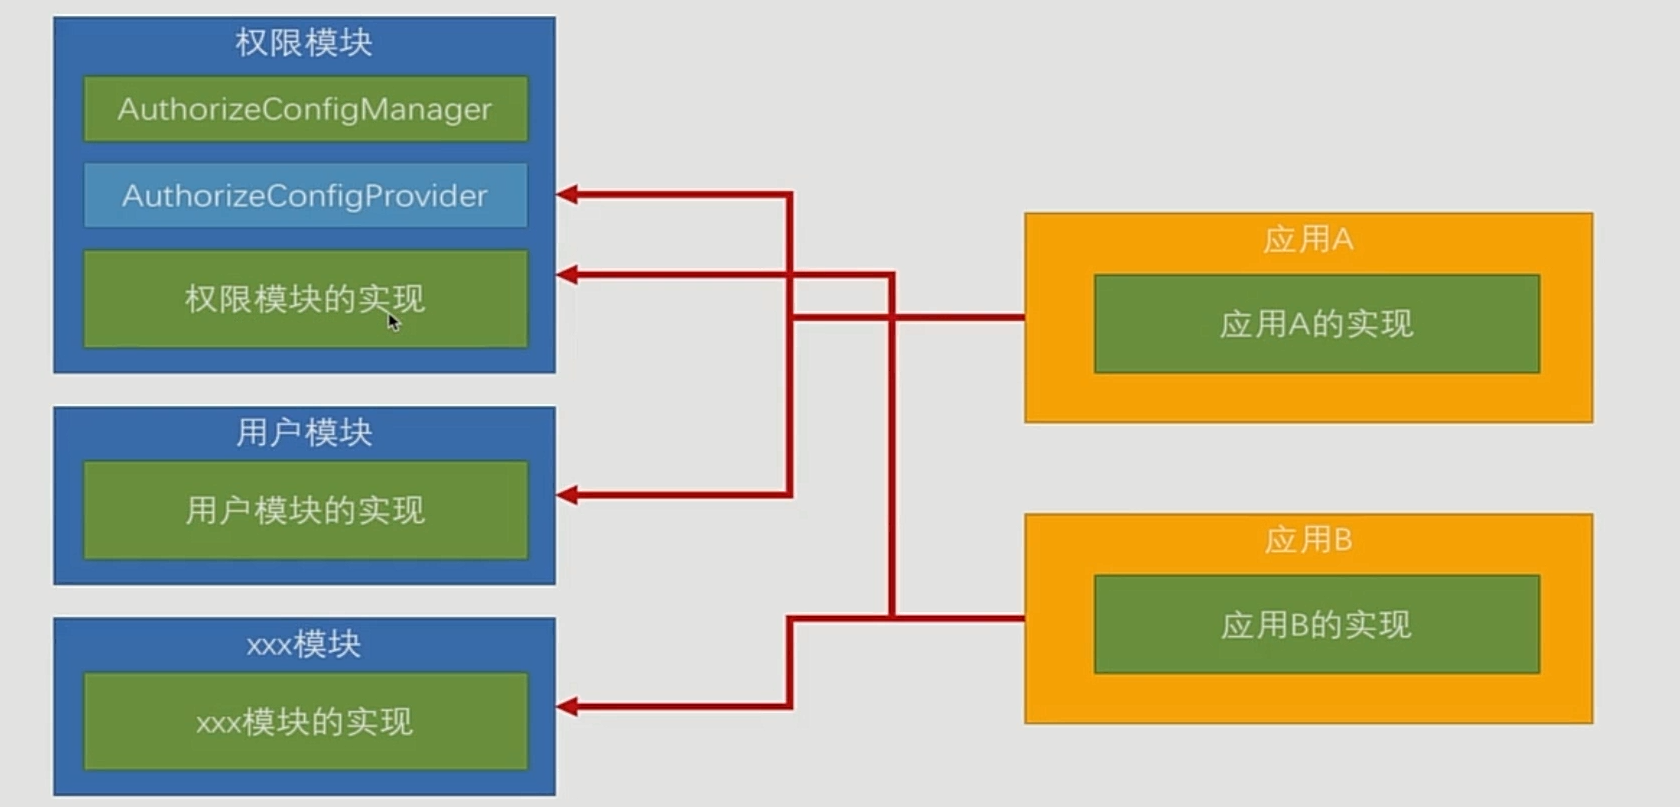 权限模块
AuthorizeConfigManager
AuthorizeConfigProvider
权限模块的实现
用户模块
用户模块的实现
xxx模块
xxx模块的实现
应用A
应用A的实现
应用B
应用B的实现